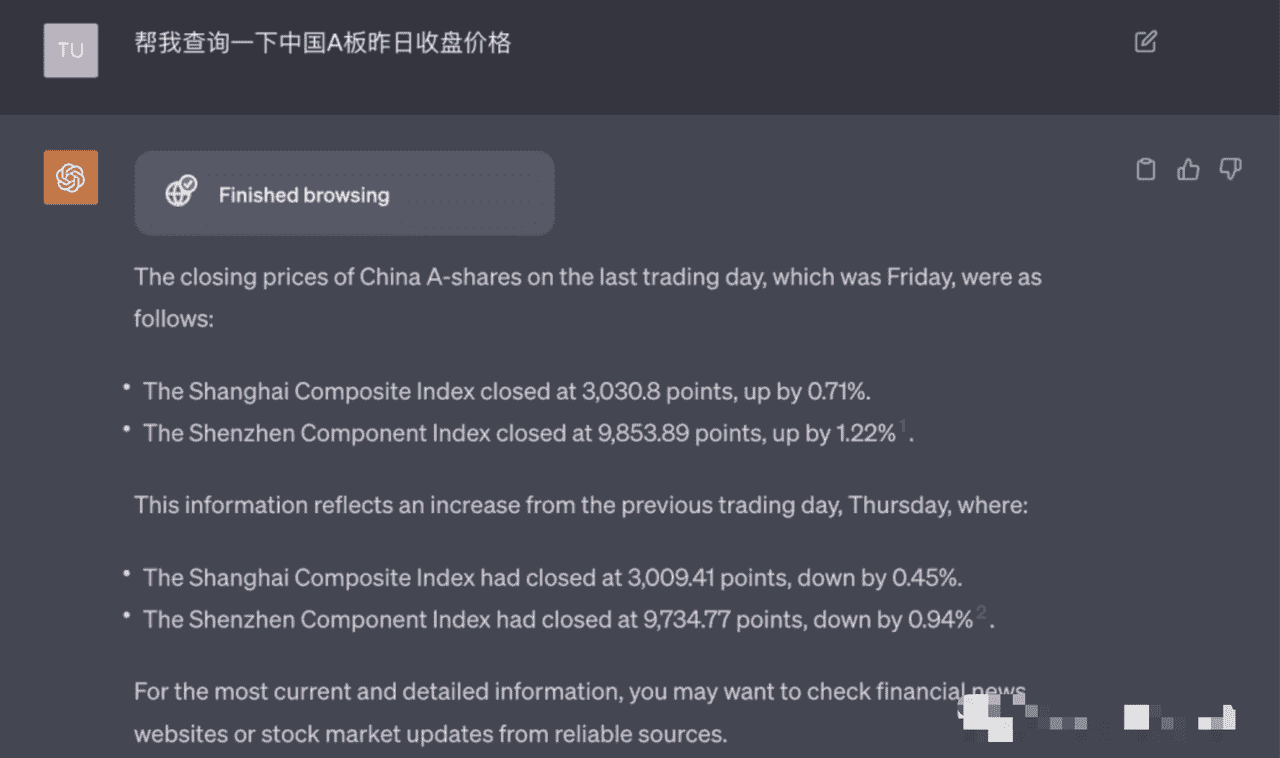 TU
帮我查询一下中国A板昨日收盘价格
Finished browsing
The closing prices of China A-shares on the last trading day, which was Friday, were as
follows:
• The Shanghai Composite Index closed at 3,030.8 points, up by 0.71%.
• The Shenzhen Component Index closed at 9,853.89 points, up by 1.22% 1.
This information reflects an increase from the previous trading day, Thursday, where:
• The Shanghai Composite Index had closed at 3,009.41 points, down by 0.45%.
• The Shenzhen Component Index had closed at 9,734.77 points, down by 0.94% 2.
For the most current and detailed information, you may want to check financial news
websites or stock market updates from reliable sources.